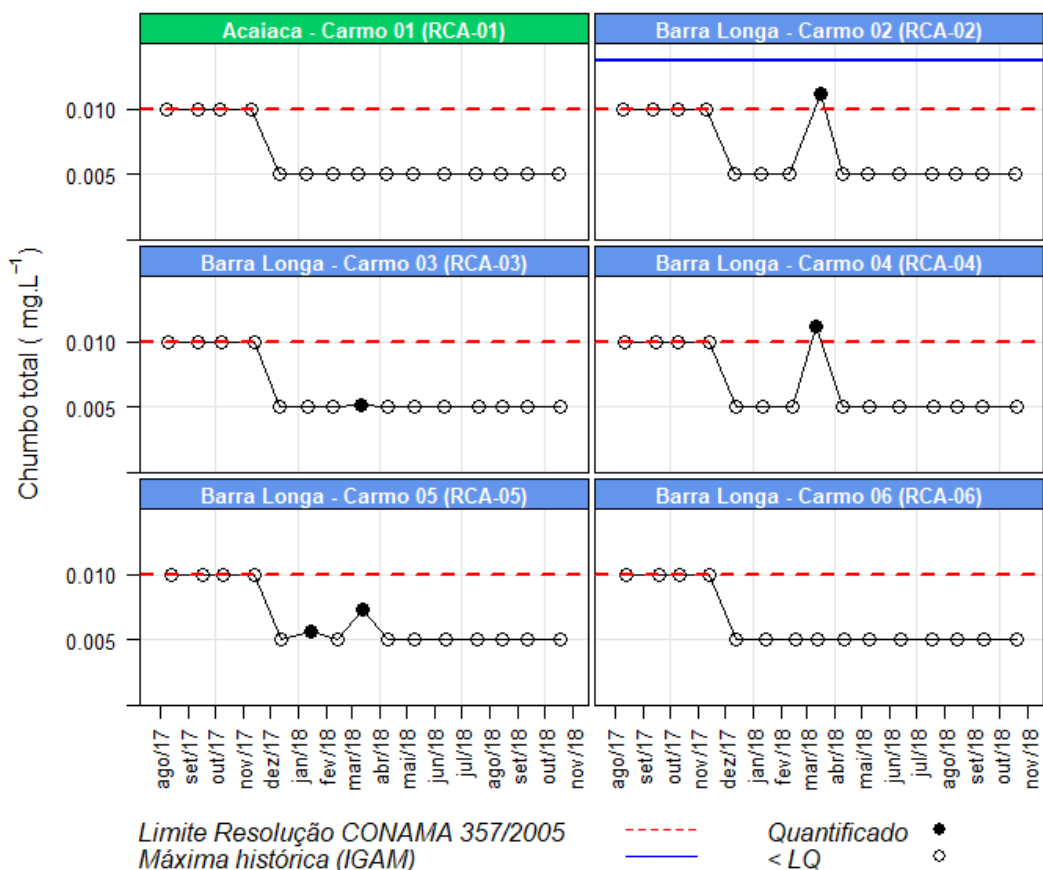 Acaiaca - Carmo 01 (RCA-01)
Barra Longa - Carmo 02 (RCA-02)
0.010
0.005
Barra Longa - Carmo 03 (RCA-03)
Barra Longa - Carmo 04 (RCA-04)
0.010
0.005
Chumbo total ( mg.L⁻¹)
Barra Longa - Carmo 05 (RCA-05)
Barra Longa - Carmo 06 (RCA-06)
0.010
0.005
ago/17
set/17
out/17
nov/17
dez/17
jan/18
fev/18
mar/18
abr/18
mai/18
jun/18
jul/18
ago/18
set/18
out/18
nov/18
ago/17
set/17
out/17
nov/17
dez/17
jan/18
fev/18
mar/18
abr/18
mai/18
jun/18
jul/18
ago/18
set/18
out/18
nov/18
Limite Resolução CONAMA 357/2005
Quantificado
Máxima histórica (IGAM)
< LQ